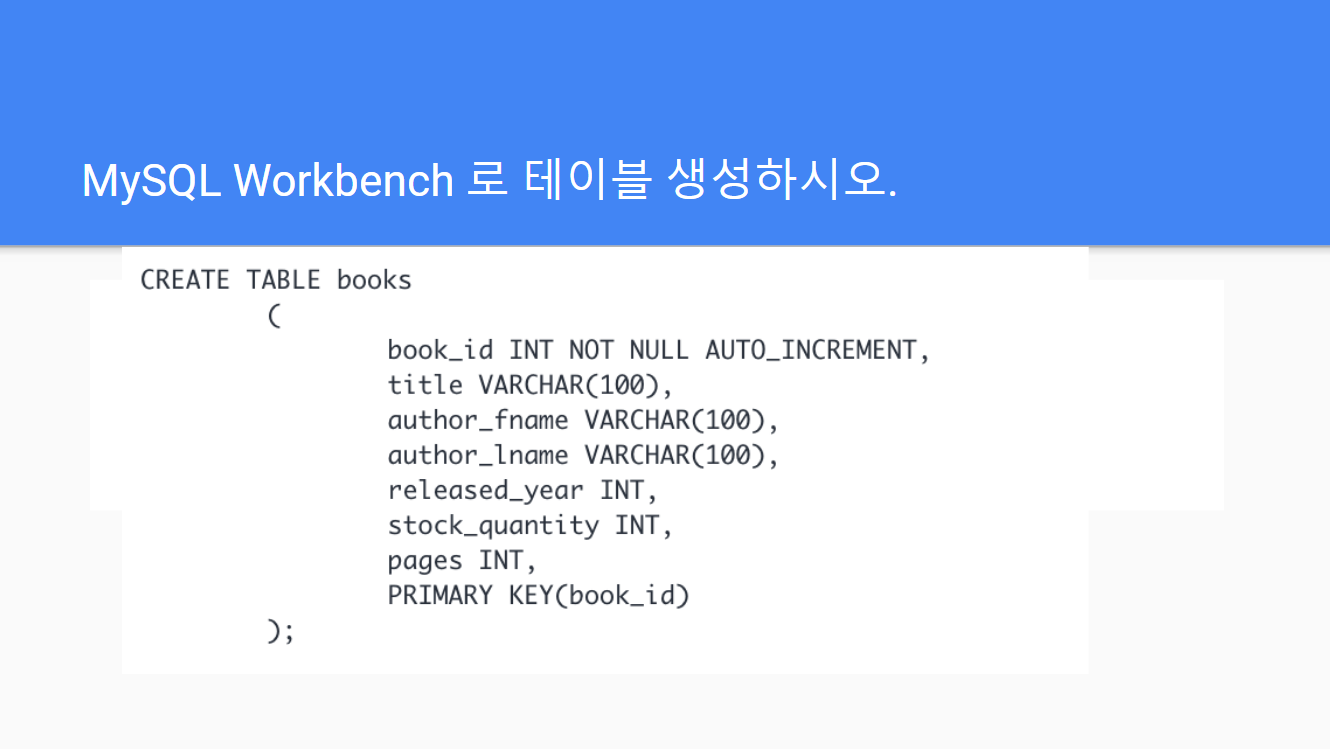 MySQL Workbench 로 테이블 생성하시오.
CREATE TABLE books
(
book_id INT NOT NULL AUTO_INCREMENT,
title VARCHAR(100),
author_fname VARCHAR(100),
author_lname VARCHAR(100),
released_year INT,
stock_quantity INT,
pages INT,
PRIMARY KEY(book_id)
);